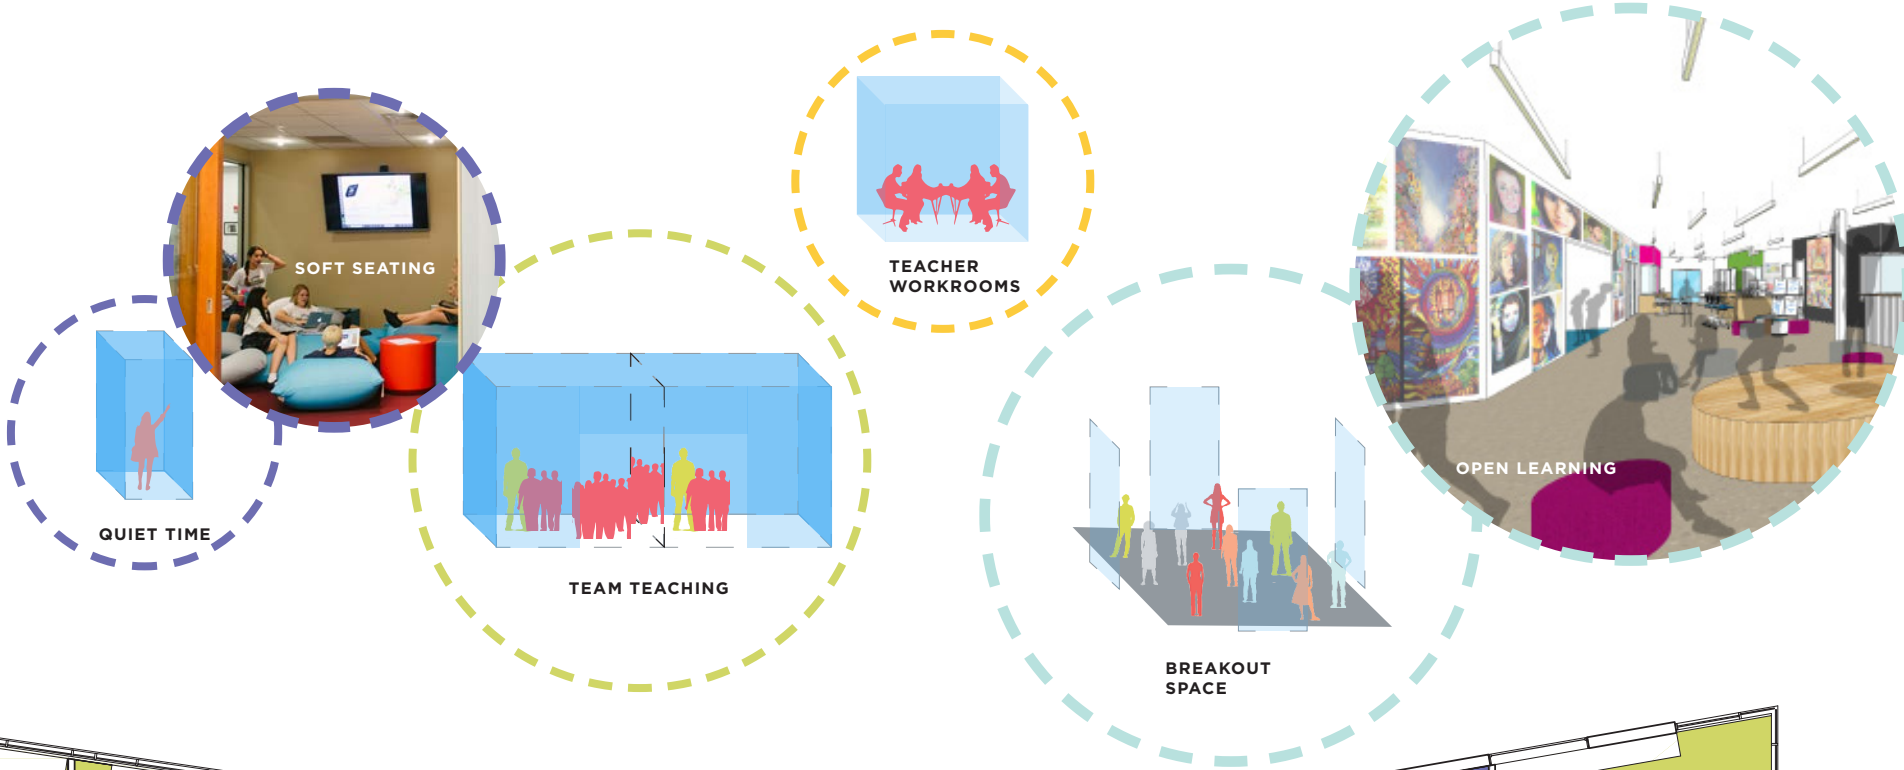 SOFT SEATING
QUIET TIME
TEAM TEACHING
TEACHER
WORKROOMS
BREAKOUT
SPACE
OPEN LEARNING